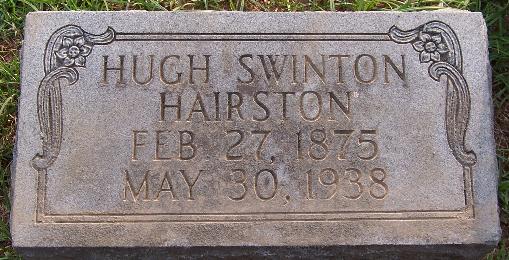 HUGH SWINTON
HAIRSTON
FEB 27, 1875
MAY 30, 1938